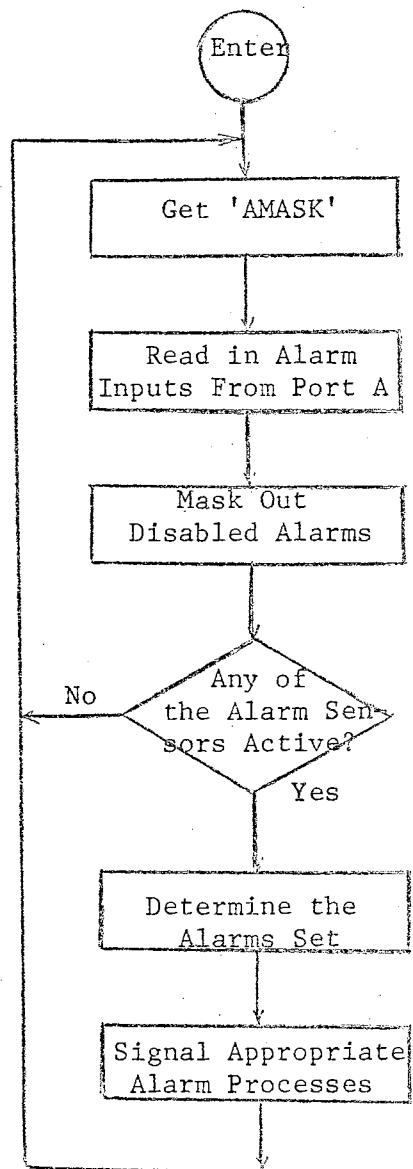 Enter
Get 'AMASK'
Read in Alarm
Inputs From Port A
Mask Out
Disabled Alarms
Any of
the Alarm Sen-
sors Active?
No
Yes
Determine the
Alarms Set
Signal Appropriate
Alarm Processes